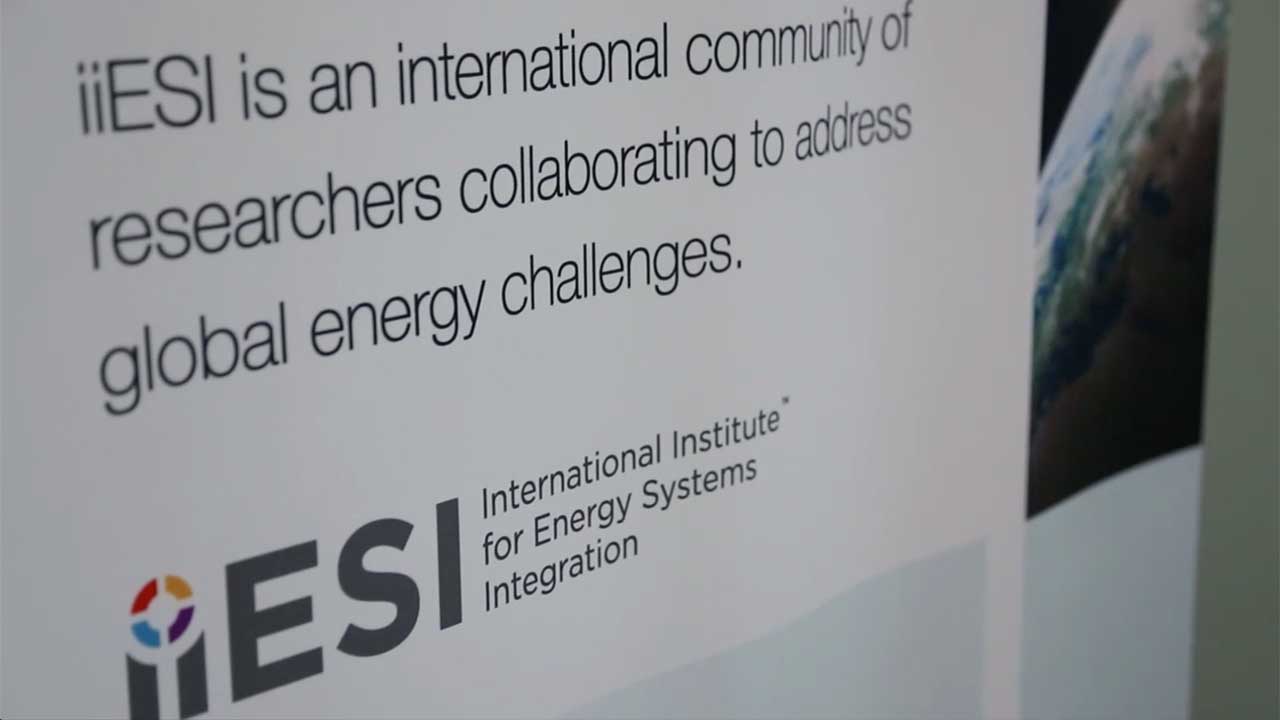 iiESI is an international community of
researchers collaborating to address
global energy challenges.
iiESI
International Institute™
for Energy Systems
Integration